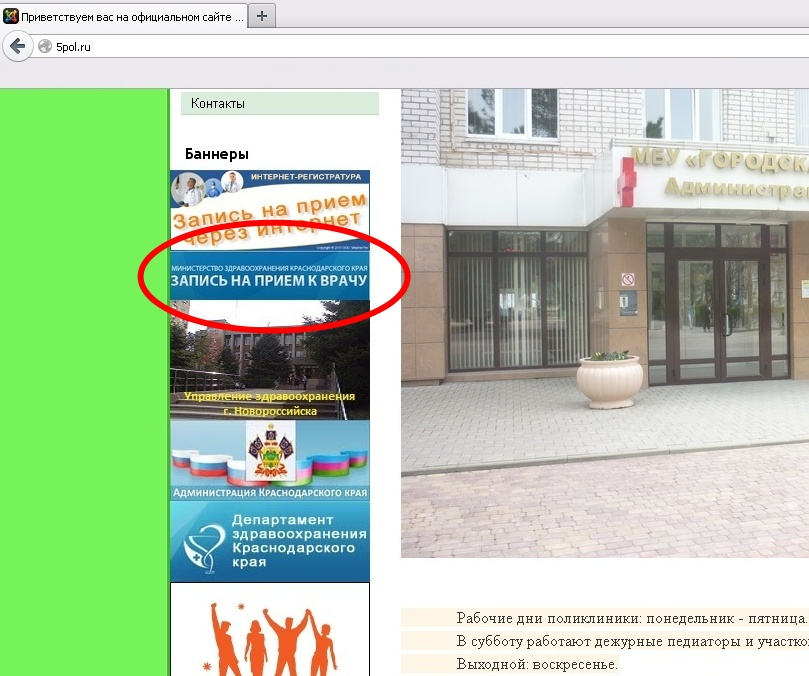 Приветствуем вас на официальном сайте ...
5pol.ru
Контакты
Баннеры
ИНТЕРНЕТ-РЕГИСТРАТУРА
Запись на прием
через интернет
МИНИСТЕРСТВО ЗДРАВООХРАНЕНИЯ КРАСНОДАРСКОГО КРАЯ
ЗАПИСЬ НА ПРИЕМ К ВРАЧУ
Управление здравоохранения
г. Новороссийска
Администрация Краснодарского края
Департамент
здравоохранения
Краснодарского
края
МБУ «ГОРОДСК
Администра
Рабочие дни поликлиники: понедельник - пятница.
В субботу работают дежурные педиаторы и участко
Выходной: воскресенье.